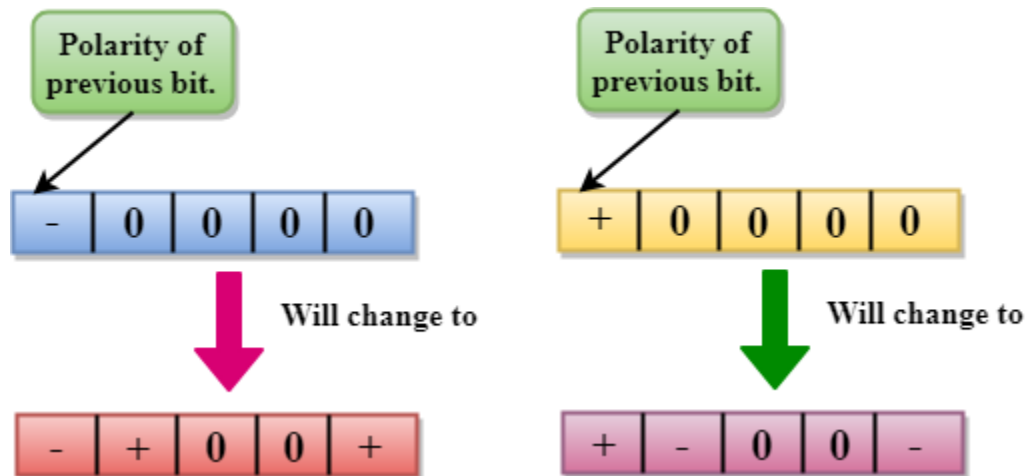 Polarity of
previous bit.
Polarity of
previous bit.
- 0 0 0 0
+ 0 0 0 0
Will change to
Will change to
- + 0 0 +
+ - 0 0 -